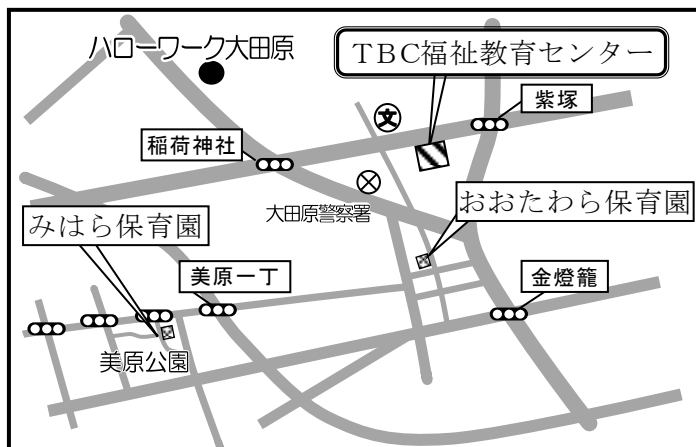 ハローワーク大田原
TBC福祉教育センター
紫塚
文
稲荷神社
大田原警察署
おおたわら保育園
みはら保育園
美原一丁
金燈籠
美原公園